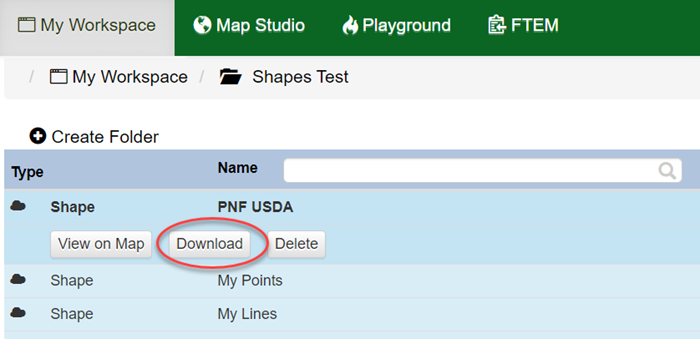 My Workspace Map Studio Playground FTEM
/ My Workspace / Shapes Test
Create Folder
Type Name
Shape PNF USDA
View on Map Download Delete
Shape My Points
Shape My Lines